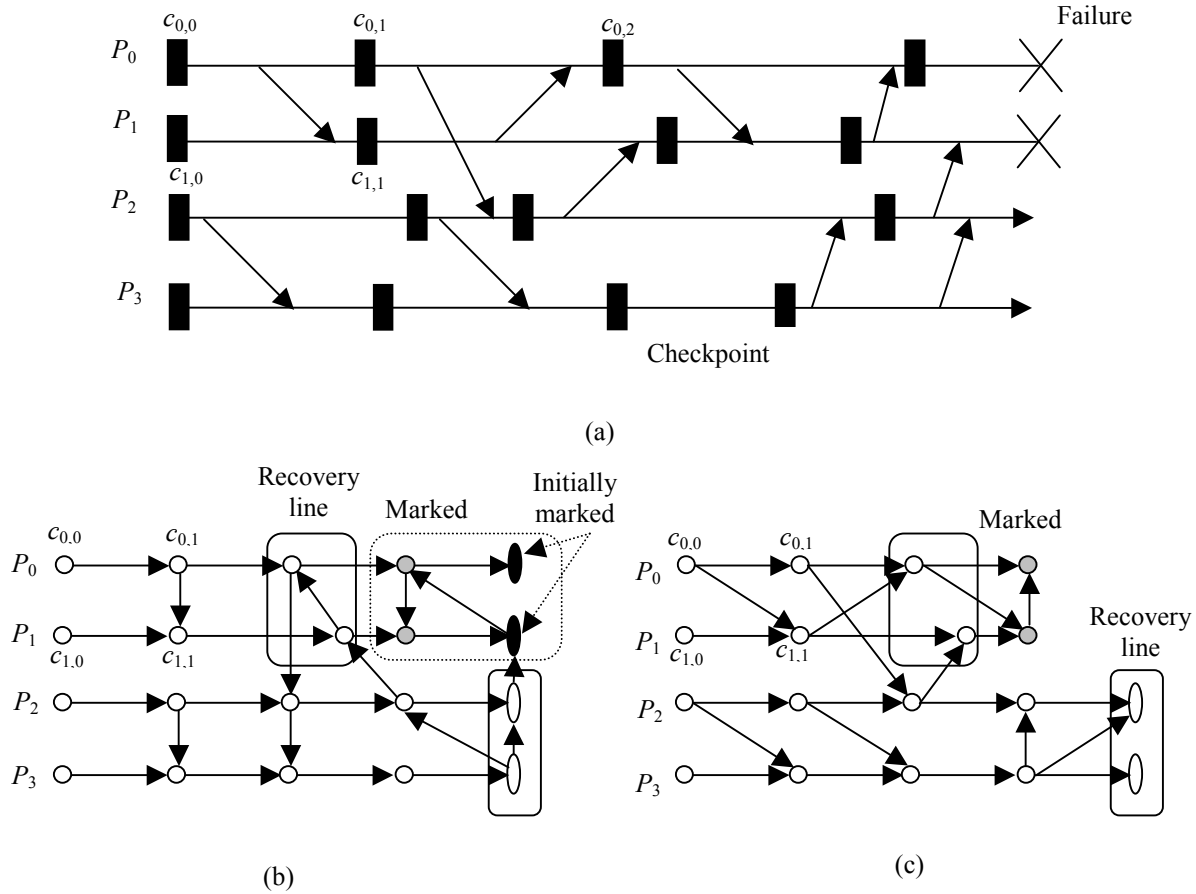 c0,0 c0,1 c0,2 Failure
P0
P1
c1,0 c1,1
P2
P3
Checkpoint
(a)
Recovery line
Marked
Initially marked
c0,0 c0,1
P0
P1
c1,0 c1,1
P2
P3
(b)
Marked
c0,0 c0,1
P0
P1
c1,0 c1,1
Recovery line
P2
P3
(c)